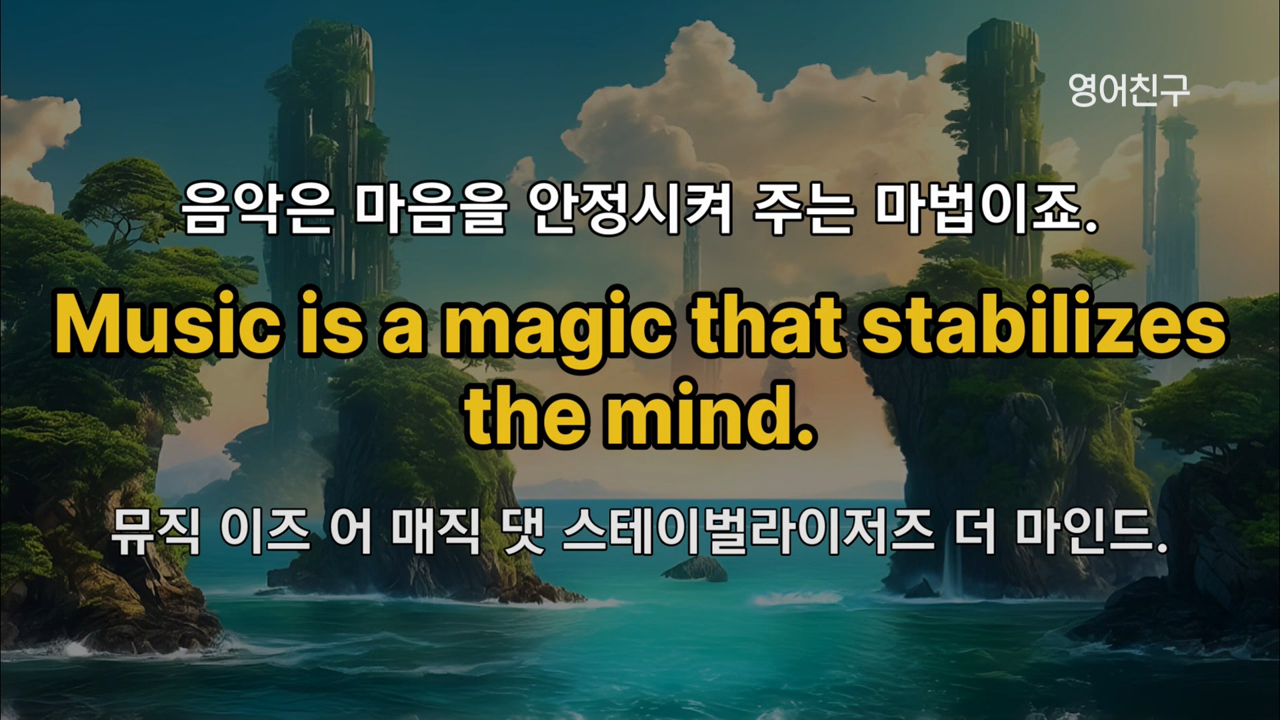 영어친구
음악은 마음을 안정시켜 주는 마법이죠.
Music is a magic that stabilizes
the mind.
뮤직 이즈 어 매직 댓 스테이벌라이저즈 더 마인드.